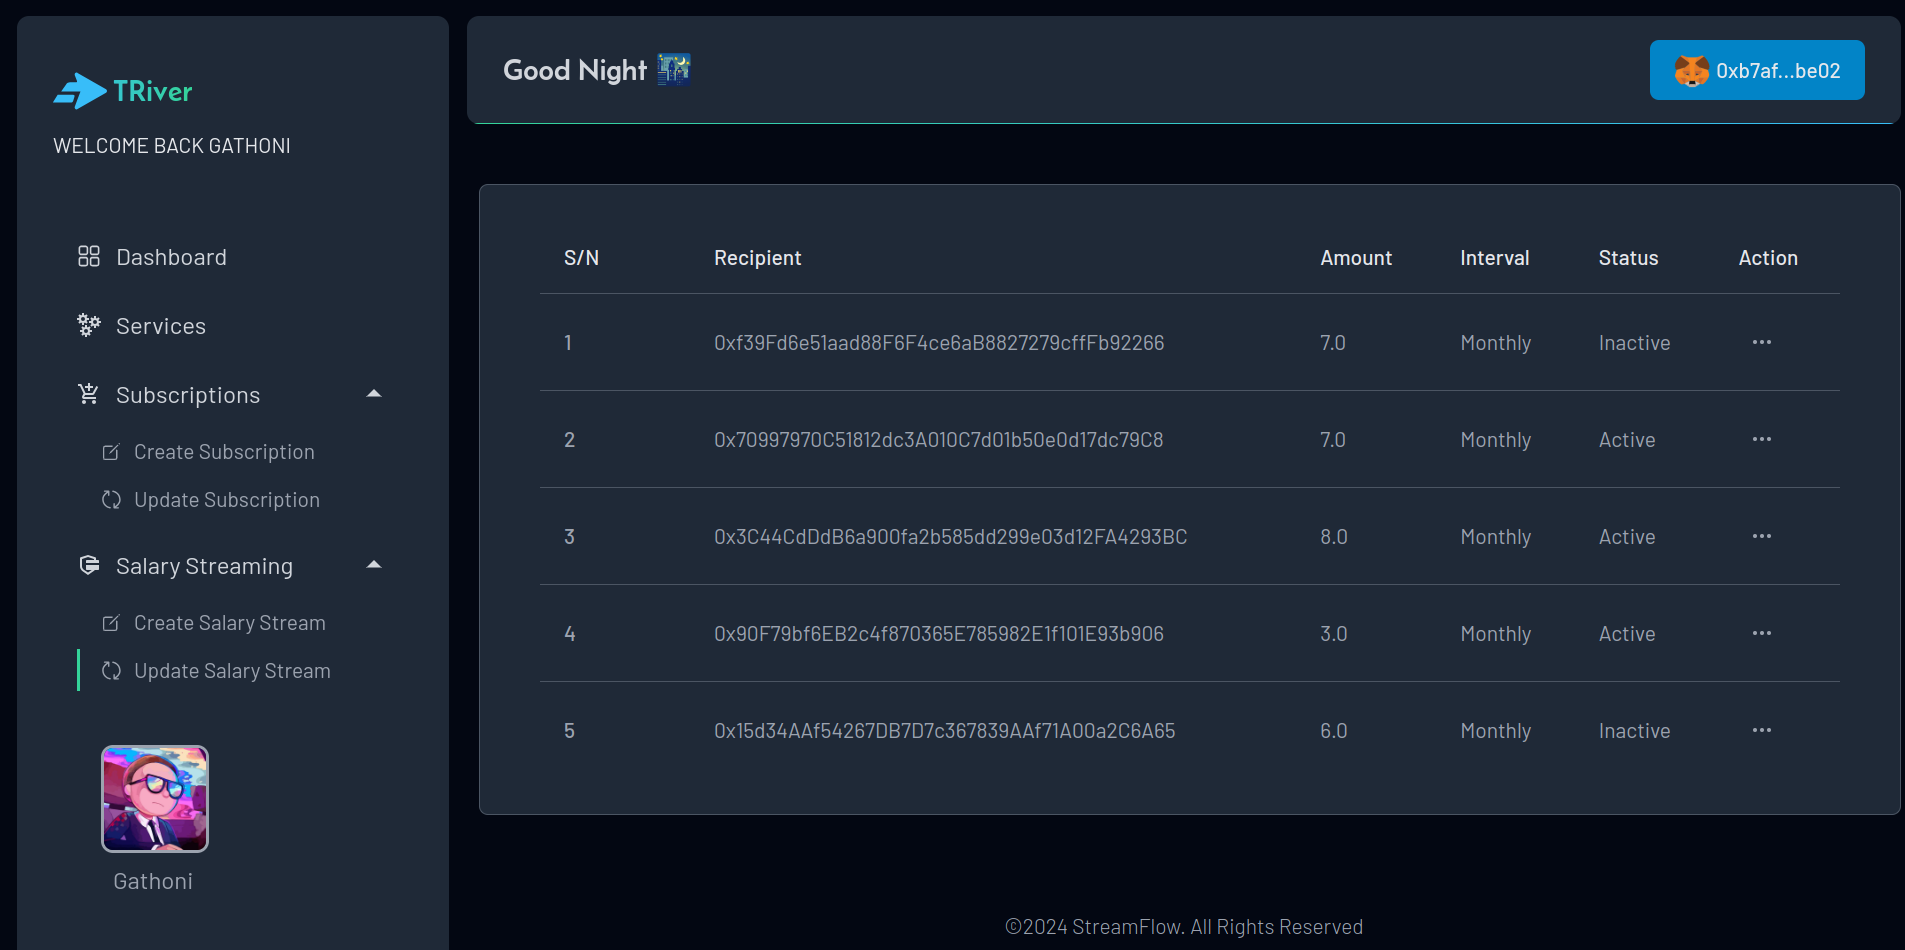 TRiver
WELCOME BACK GATHONI
Dashboard
Services
Subscriptions
Create Subscription
Update Subscription
Salary Streaming
Create Salary Stream
Update Salary Stream
Gathoni
Good Night
0xb7af...be02
S/N Recipient Amount Interval Status Action
1 0xf39Fd6e51aad88F6F4ce6aB8827279cffFb92266 7.0 Monthly Inactive ...
2 0x70997970C51812dc3A010C7d01b50e0d17dc79C8 7.0 Monthly Active ...
3 0x3C44CdDdB6a900fa2b585dd299e03d12FA4293BC 8.0 Monthly Active ...
4 0x90F79bf6EB2c4f870365E785982E1f101E93b906 3.0 Monthly Active ...
5 0x15d34AAf54267DB7D7c367839AAf71A00a2C6A65 6.0 Monthly Inactive ...
©2024 StreamFlow. All Rights Reserved